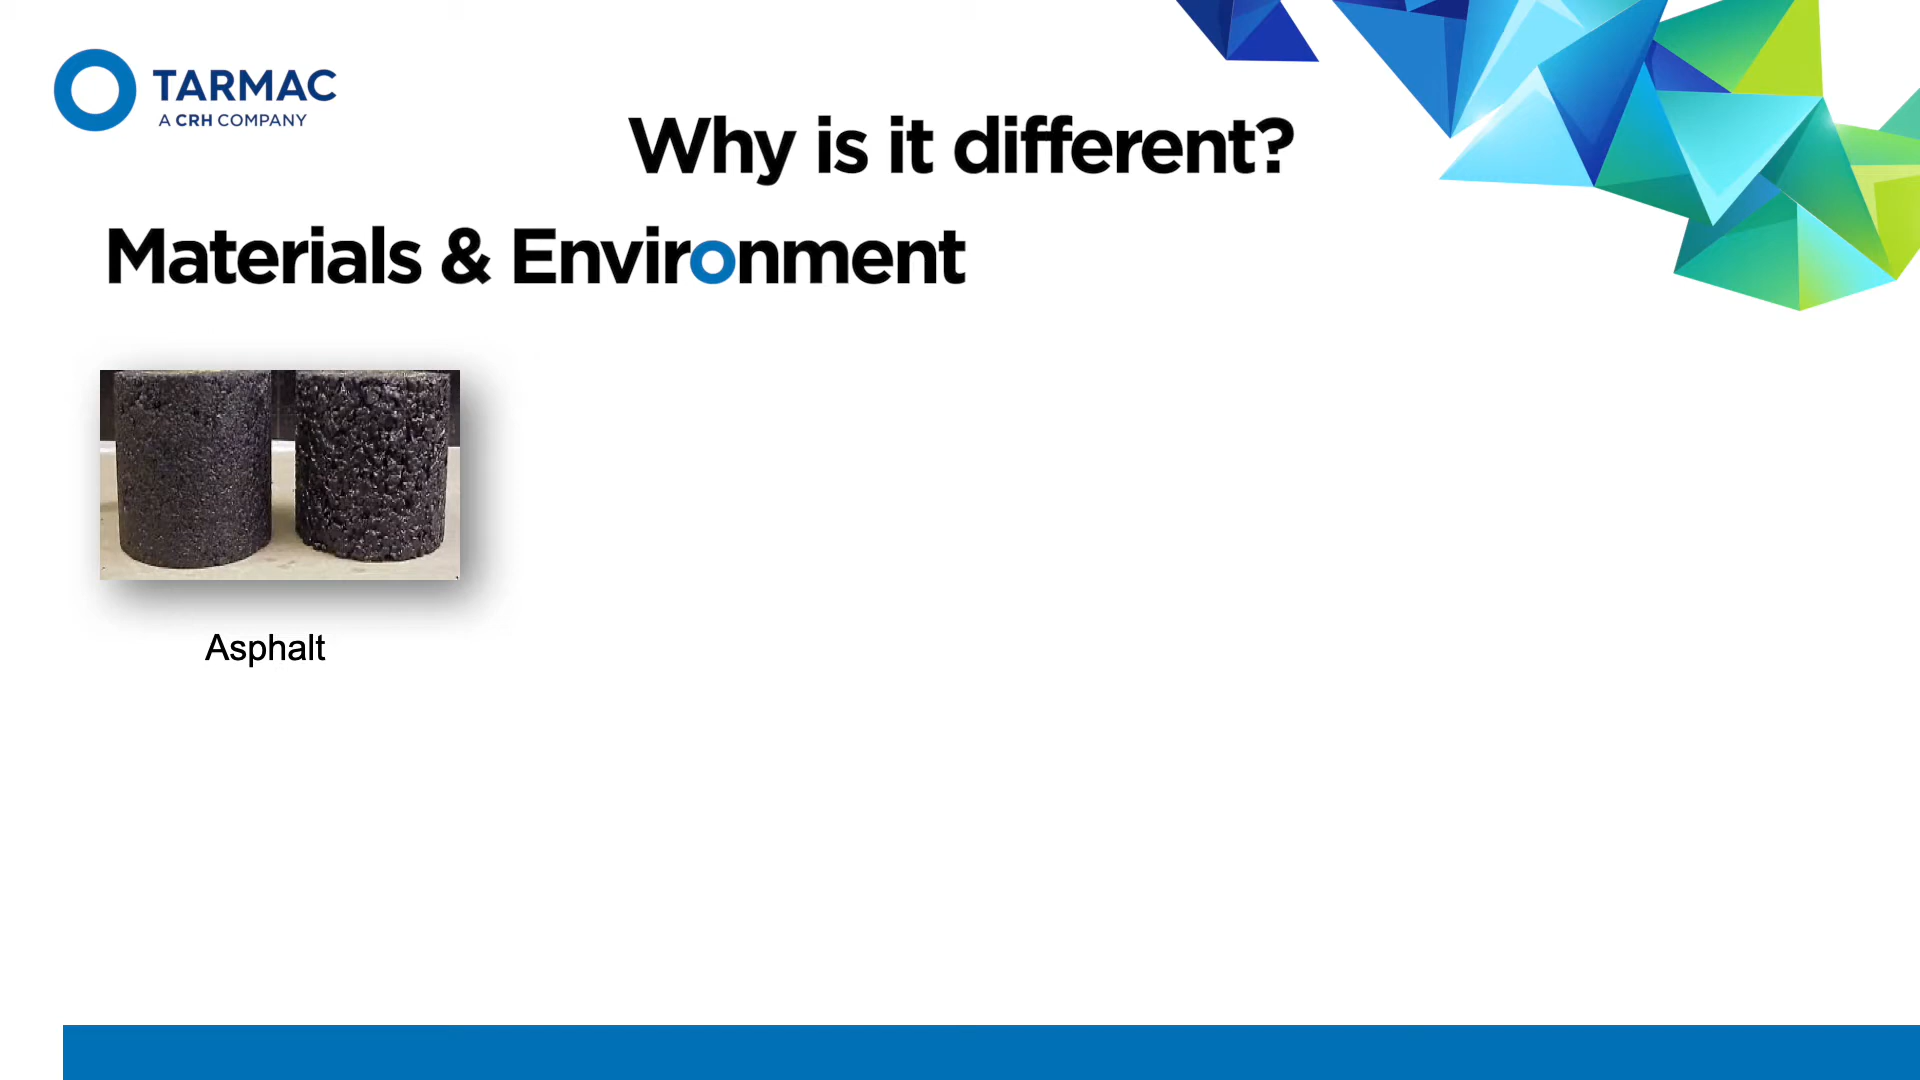 TARMAC
A CRH COMPANY
Why is it different?
Materials & Environment
Asphalt